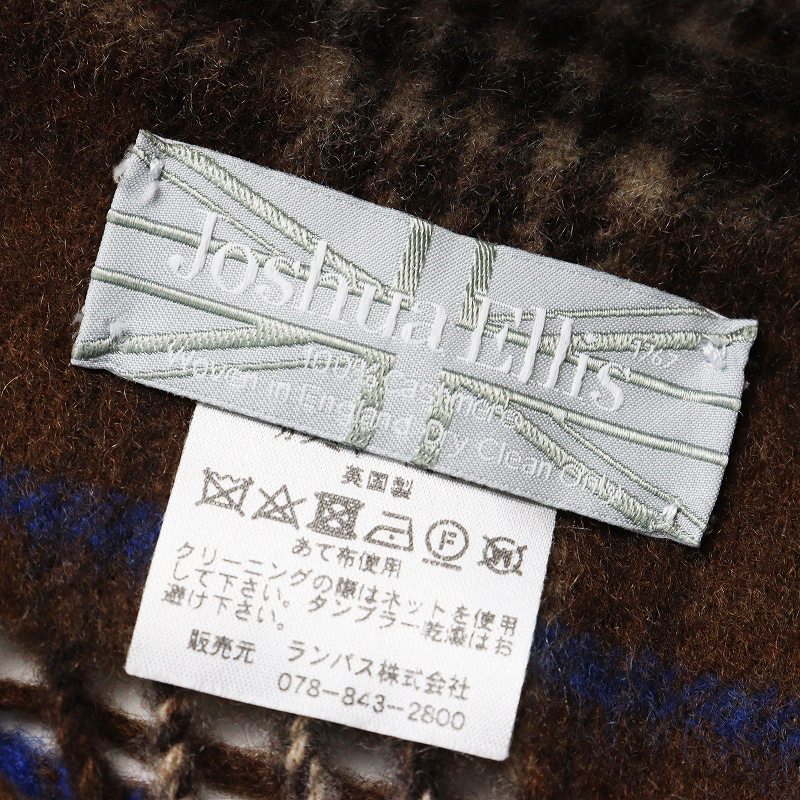 Joshua Ellis
1767
100% Cashmere
Woven in England Dry Clean Only
英国製
あて布使用
クリーニングの際はネットを使用
して下さい。タンブラー乾燥はお
避け下さい。
販売元 ランバス株式会社
078-843-2800